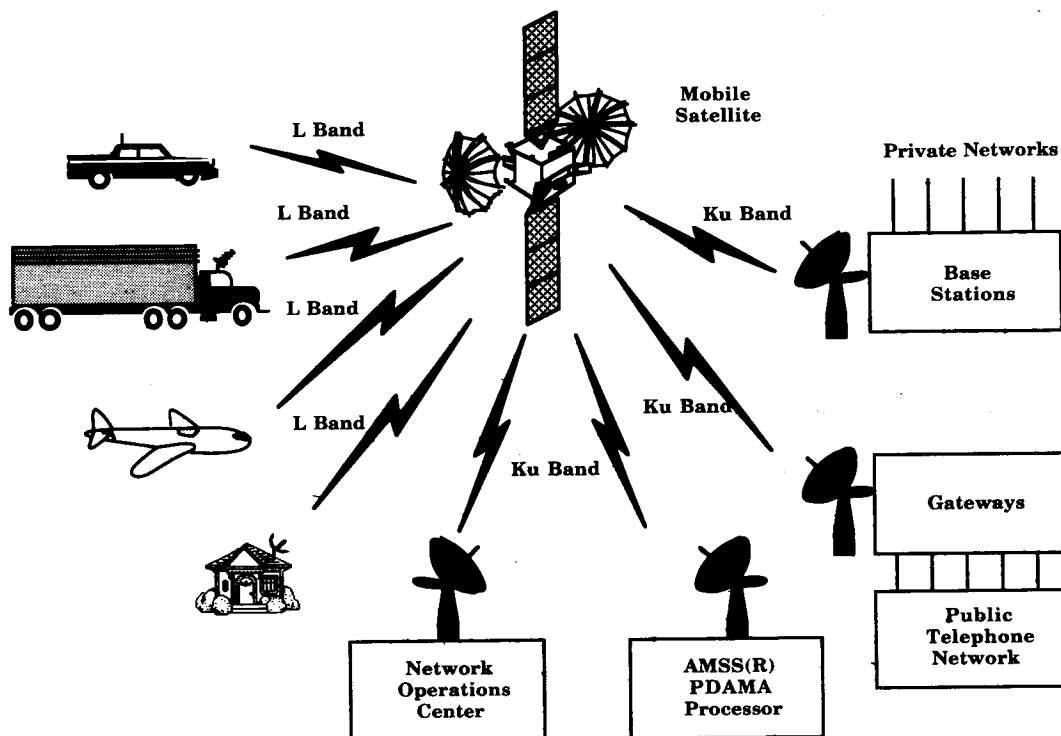 Mobile
Satellite
L Band
Private Networks
L Band
Ku Band
Base
Stations
L Band
Ku Band
L Band
Ku Band
Gateways
Public
Telephone
Network
Network
Operations
Center
AMSS(R)
PDAMA
Processor